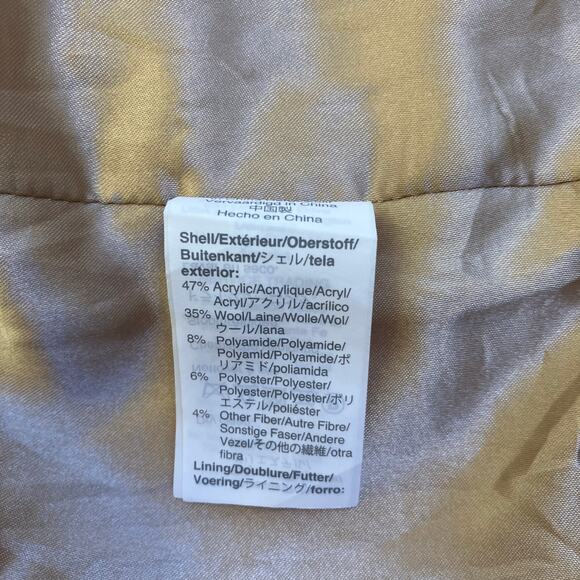 Vervaardigd in China
中国製
Hecho en China
Shell/Extérieur/Oberstoff/
Buitenkant/シェル/tela
exterior:
47% Acrylic/Acrylique/Acryl/
Acryl/アクリル/acrílico
35% Wool/Laine/Wolle/Wol/
ウール/lana
8% Polyamide/Polyamide/
Polyamid/Polyamide/ポ
リアミド/poliamida
6% Polyester/Polyester/
Polyester/Polyester/ポリ
エステル/poliéster
4% Other Fiber/Autre Fibre/
Sonstige Faser/Andere
Vezel/その他の繊維/otra
fibra
Lining/Doublure/Futter/
Voering/ライニング/forro: